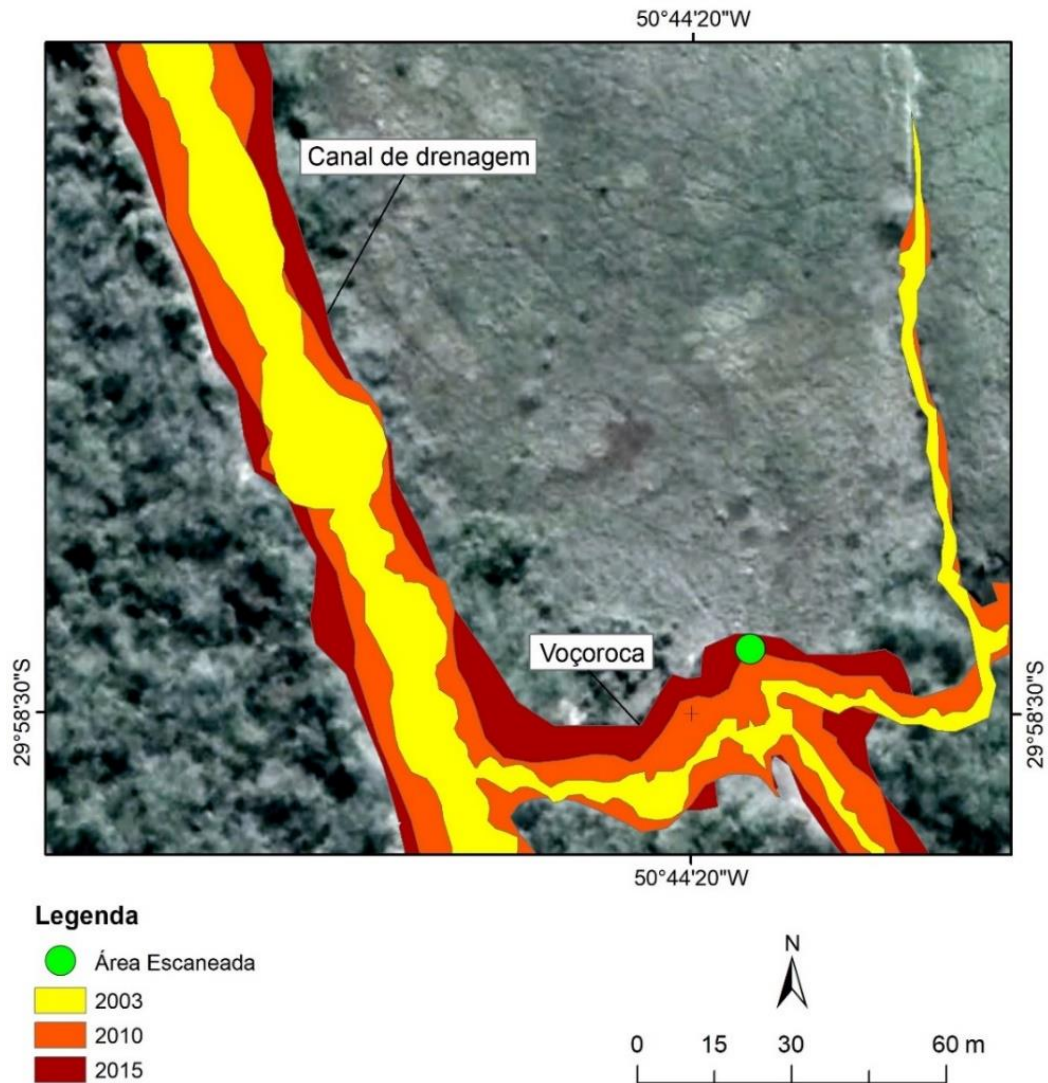 50°44'20"W
Canal de drenagem
Voçoroca
29°58'30"S
29°58'30"S
50°44'20"W
Legenda
Área Escaneada
2003
2010
2015
N
0 15 30 60 m